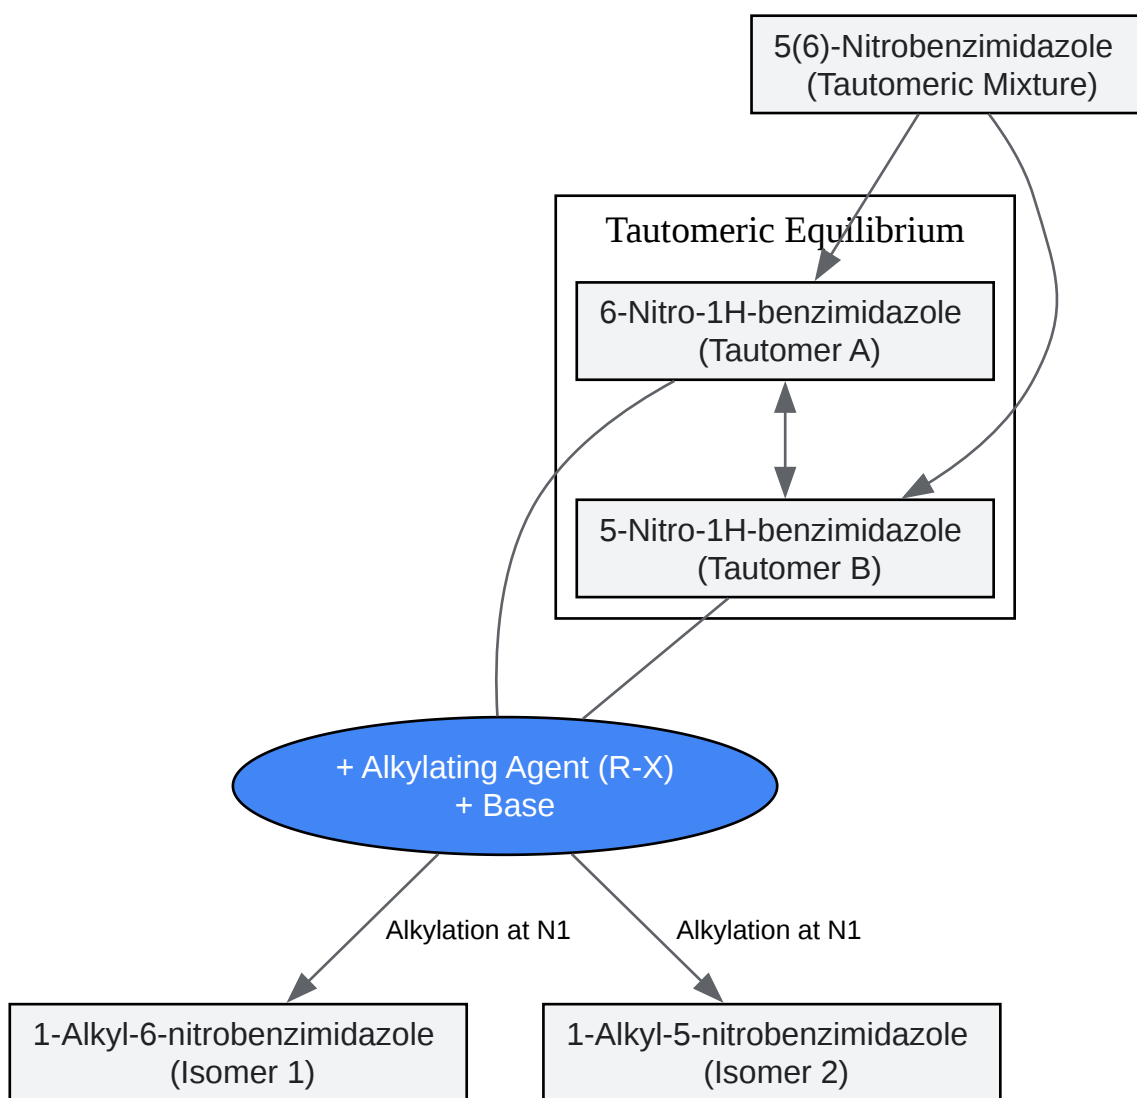 5(6)-Nitrobenzimidazole
(Tautomeric Mixture)
Tautomeric Equilibrium
6-Nitro-1H-benzimidazole
(Tautomer A)
5-Nitro-1H-benzimidazole
(Tautomer B)
+ Alkylating Agent (R-X)
+ Base
Alkylation at N1
Alkylation at N1
1-Alkyl-6-nitrobenzimidazole
(Isomer 1)
1-Alkyl-5-nitrobenzimidazole
(Isomer 2)